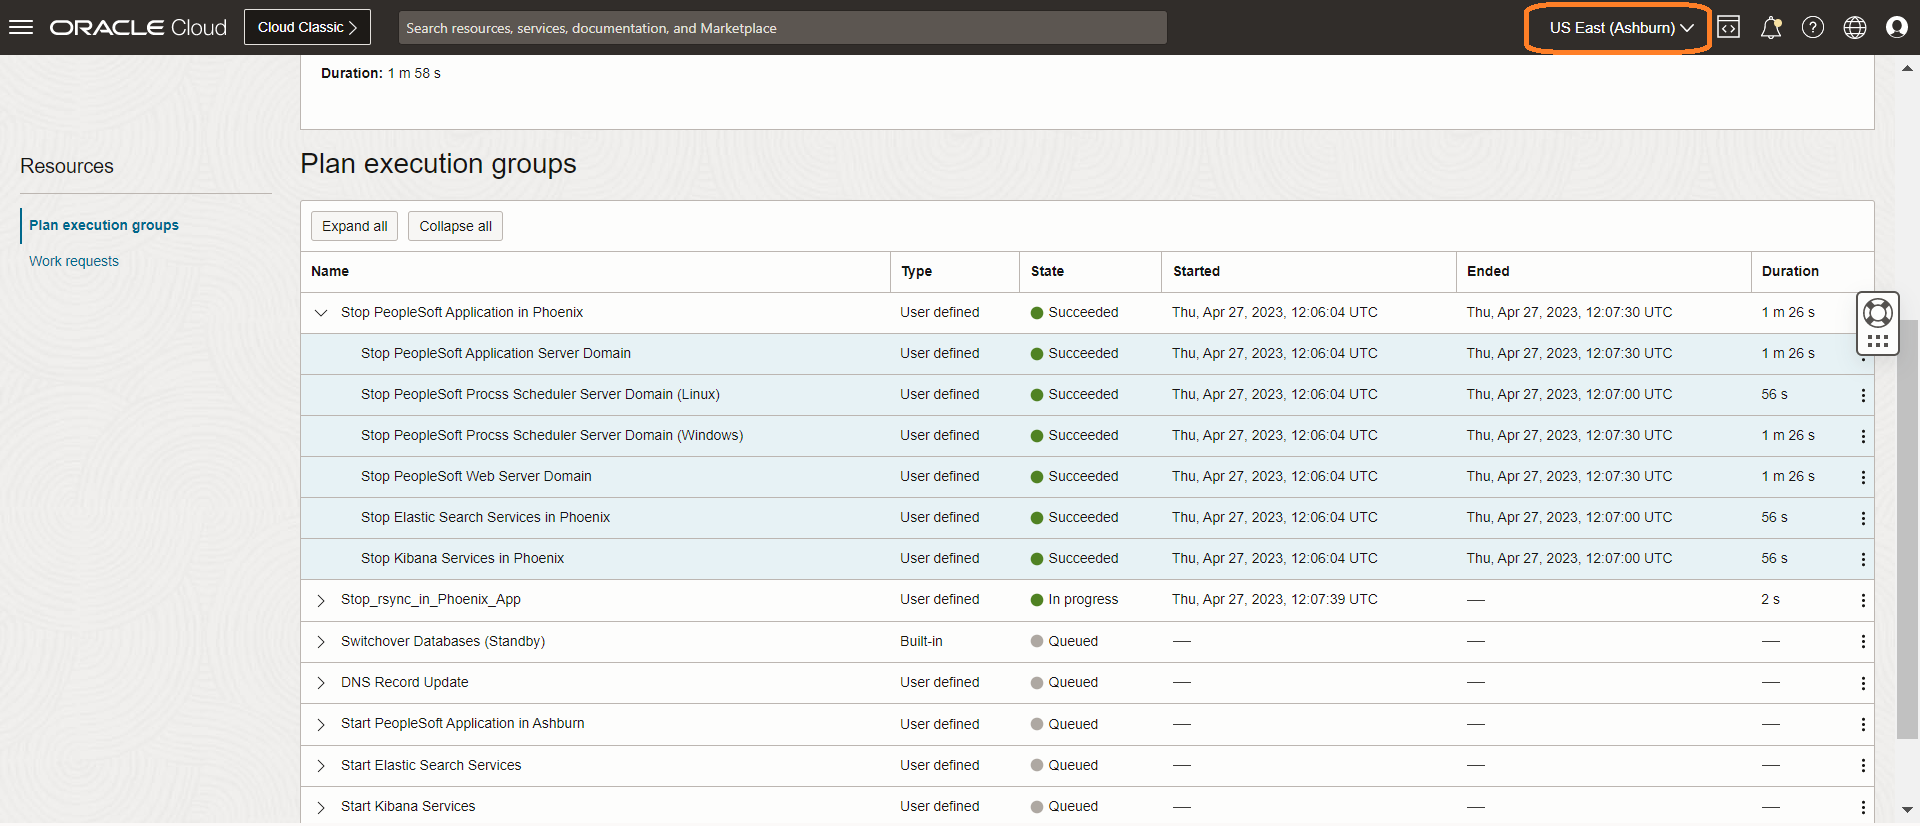 ORACLE Cloud Cloud Classic Search resources, services, documentation, and Marketplace US East (Ashburn)
Duration: 1 m 58 s
Resources
Plan execution groups
Work requests
Plan execution groups
Expand all Collapse all
Name Type State Started Ended Duration
Stop PeopleSoft Application in Phoenix User defined Succeeded Thu, Apr 27, 2023, 12:06:04 UTC Thu, Apr 27, 2023, 12:07:30 UTC 1 m 26 s
Stop PeopleSoft Application Server Domain User defined Succeeded Thu, Apr 27, 2023, 12:06:04 UTC Thu, Apr 27, 2023, 12:07:30 UTC 1 m 26 s
Stop PeopleSoft Procss Scheduler Server Domain (Linux) User defined Succeeded Thu, Apr 27, 2023, 12:06:04 UTC Thu, Apr 27, 2023, 12:07:00 UTC 56 s
Stop PeopleSoft Procss Scheduler Server Domain (Windows) User defined Succeeded Thu, Apr 27, 2023, 12:06:04 UTC Thu, Apr 27, 2023, 12:07:30 UTC 1 m 26 s
Stop PeopleSoft Web Server Domain User defined Succeeded Thu, Apr 27, 2023, 12:06:04 UTC Thu, Apr 27, 2023, 12:07:30 UTC 1 m 26 s
Stop Elastic Search Services in Phoenix User defined Succeeded Thu, Apr 27, 2023, 12:06:04 UTC Thu, Apr 27, 2023, 12:07:00 UTC 56 s
Stop Kibana Services in Phoenix User defined Succeeded Thu, Apr 27, 2023, 12:06:04 UTC Thu, Apr 27, 2023, 12:07:00 UTC 56 s
Stop_rsync_in_Phoenix_App User defined In progress Thu, Apr 27, 2023, 12:07:39 UTC — 2 s
Switchover Databases (Standby) Built-in Queued — — —
DNS Record Update User defined Queued — — —
Start PeopleSoft Application in Ashburn User defined Queued — — —
Start Elastic Search Services User defined Queued — — —
Start Kibana Services User defined Queued — — —